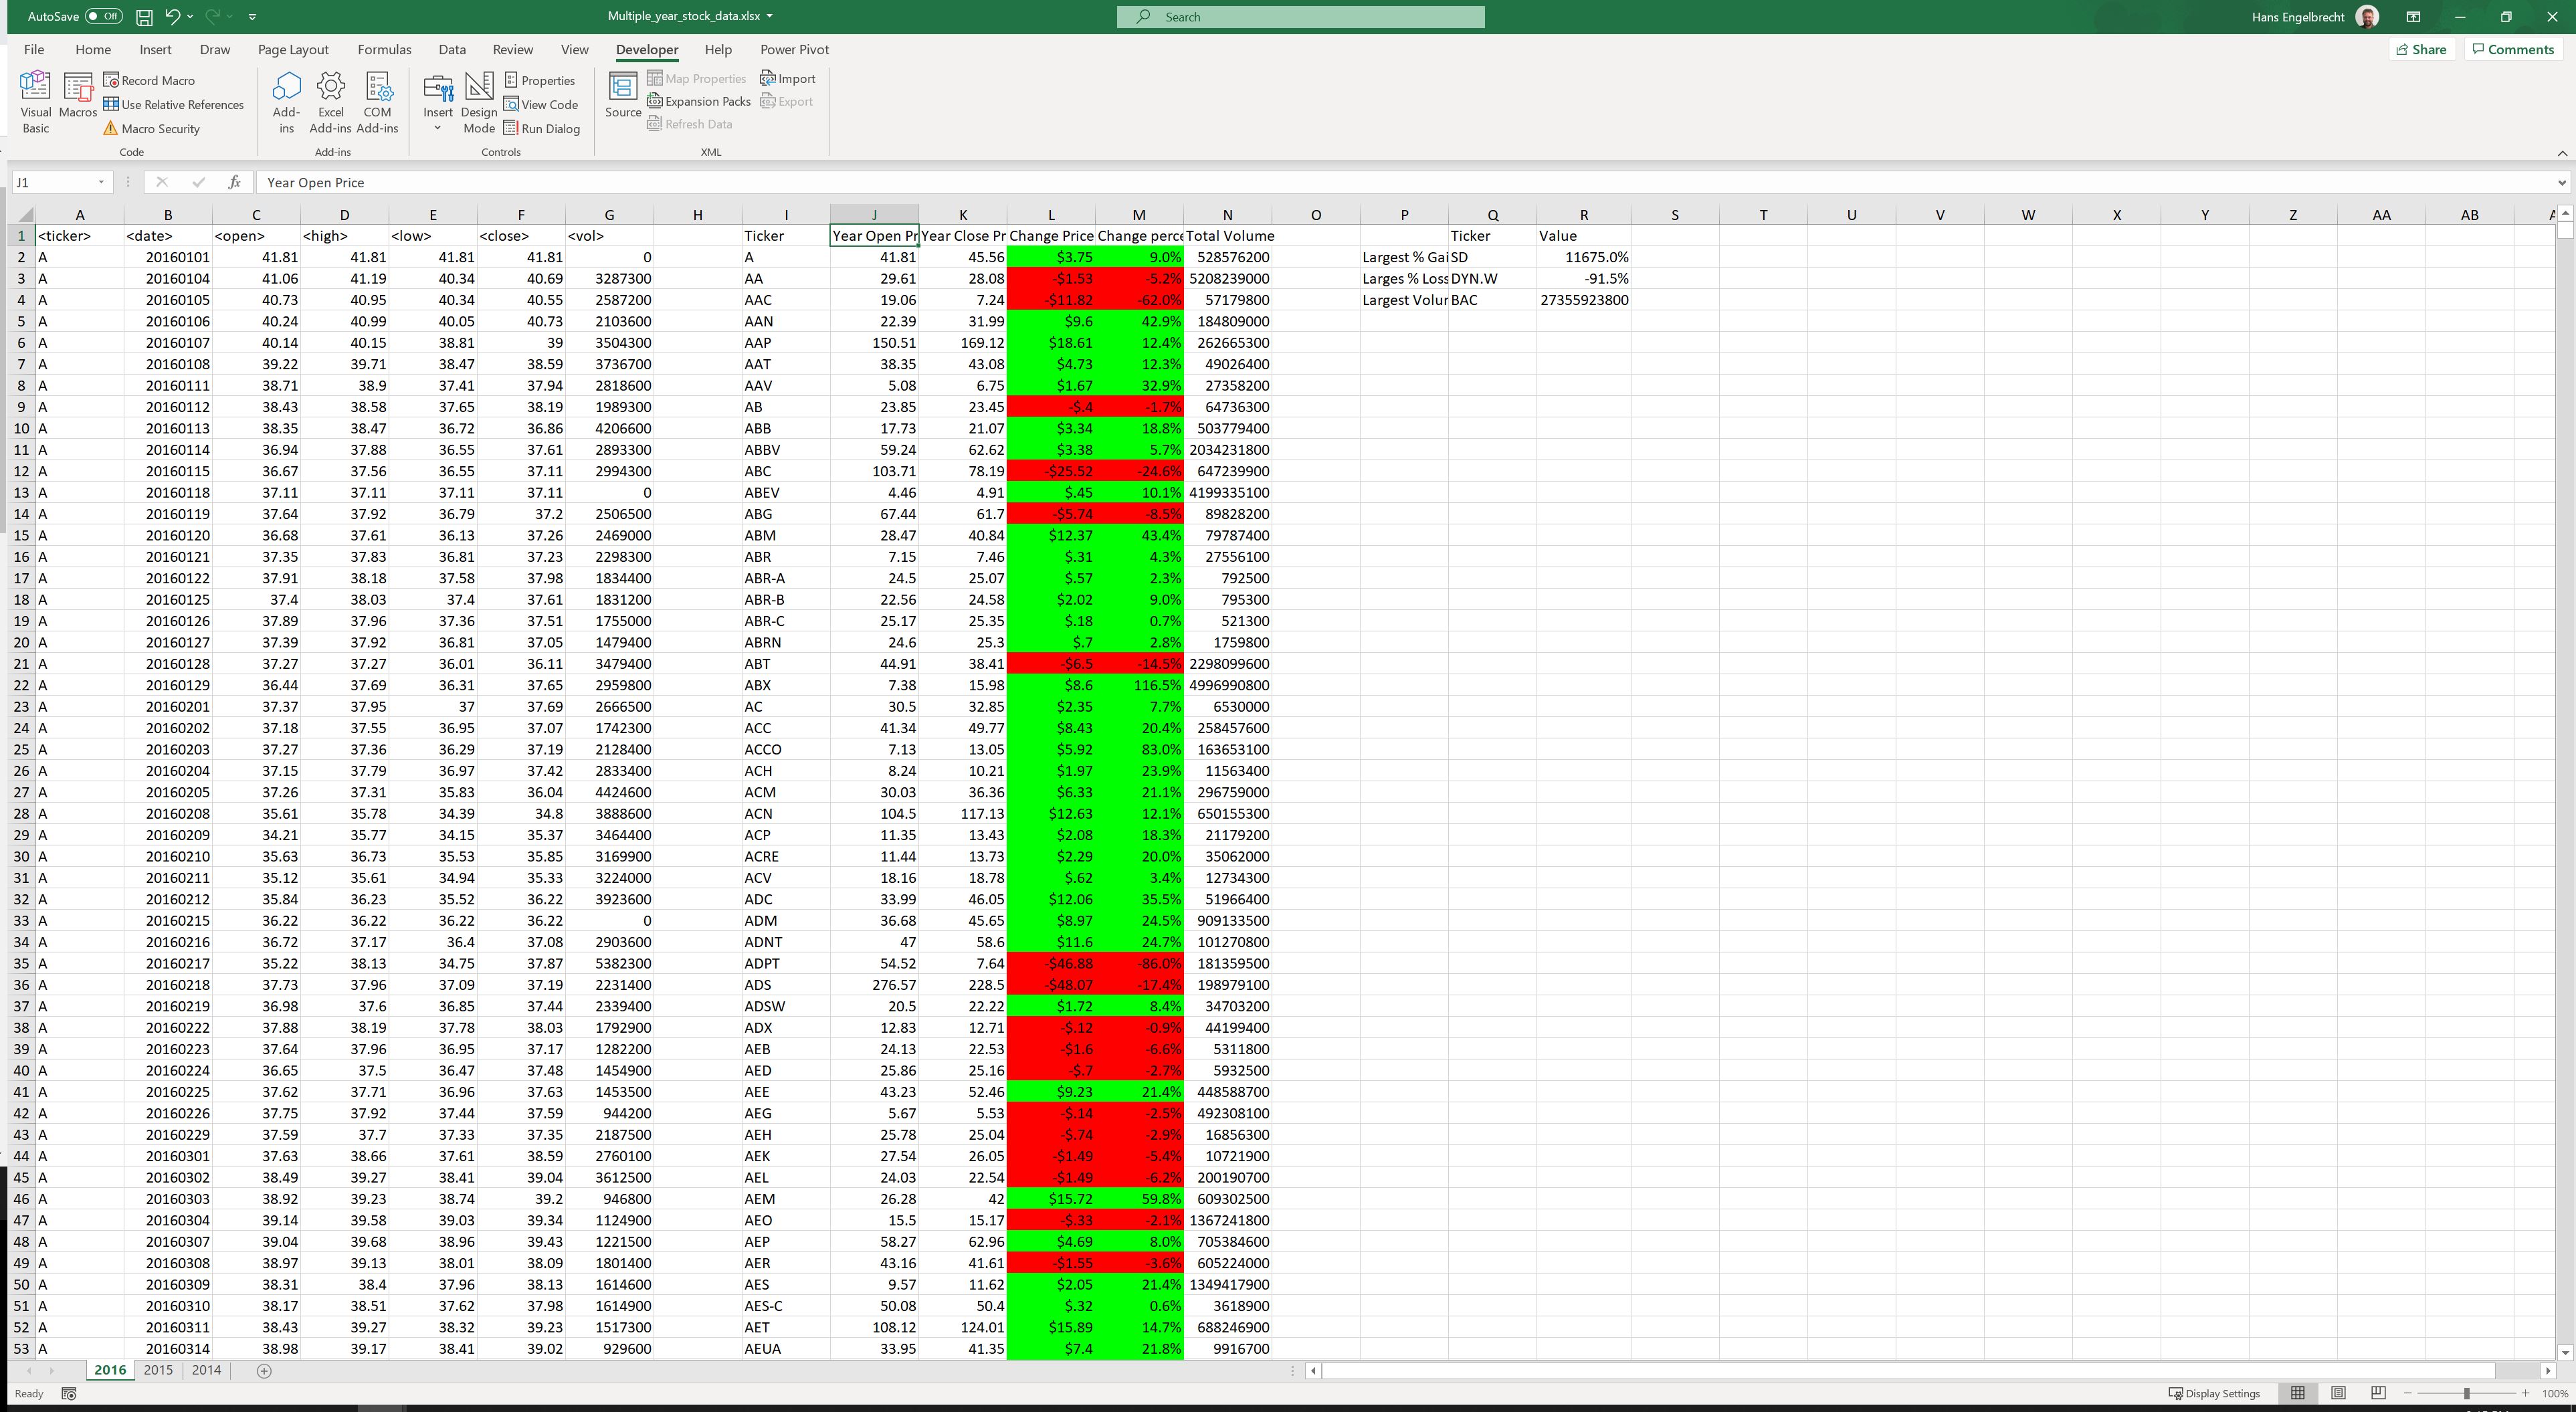 AutoSave Off Multiple_year_stock_data.xlsx Search Hans Engelbrecht
File Home Insert Draw Page Layout Formulas Data Review View Developer Help Power Pivot Share Comments
Visual Basic Macros Record Macro Use Relative References Macro Security Add-ins Excel Add-ins COM Add-ins Insert Design Mode Properties View Code Run Dialog Source Map Properties Expansion Packs Refresh Data Import Export
Code Add-ins Controls XML
J1 fx Year Open Price
A B C D E F G H I J K L M N O P Q R S T U V W X Y Z AA AB
1 <ticker> <date> <open> <high> <low> <close> <vol> Ticker Year Open Pr Year Close Pr Change Price Change perce Total Volume Ticker Value
2 A 20160101 41.81 41.81 41.81 41.81 0 A 41.81 45.56 $3.75 9.0% 528576200 Largest % Gai SD 11675.0%
3 A 20160104 41.06 41.19 40.34 40.69 3287300 AA 29.61 28.08 -$1.53 -5.2% 5208239000 Larges % Loss DYN.W -91.5%
4 A 20160105 40.73 40.95 40.34 40.55 2587200 AAC 19.06 7.24 -$11.82 -62.0% 57179800 Largest Volur BAC 27355923800
5 A 20160106 40.24 40.99 40.05 40.73 2103600 AAN 22.39 31.99 $9.6 42.9% 184809000
6 A 20160107 40.14 40.15 38.81 39 3504300 AAP 150.51 169.12 $18.61 12.4% 262665300
7 A 20160108 39.22 39.71 38.47 38.59 3736700 AAT 38.35 43.08 $4.73 12.3% 49026400
8 A 20160111 38.71 38.9 37.41 37.94 2818600 AAV 5.08 6.75 $1.67 32.9% 27358200
9 A 20160112 38.43 38.58 37.65 38.19 1989300 AB 23.85 23.45 -$.4 -1.7% 64736300
10 A 20160113 38.35 38.47 36.72 36.86 4206600 ABB 17.73 21.07 $3.34 18.8% 503779400
11 A 20160114 36.94 37.88 36.55 37.61 2893300 ABBV 59.24 62.62 $3.38 5.7% 2034231800
12 A 20160115 36.67 37.56 36.55 37.11 2994300 ABC 103.71 78.19 -$25.52 -24.6% 647239900
13 A 20160118 37.11 37.11 37.11 37.11 0 ABEV 4.46 4.91 $.45 10.1% 4199335100
14 A 20160119 37.64 37.92 36.79 37.2 2506500 ABG 67.44 61.7 -$5.74 -8.5% 89828200
15 A 20160120 36.68 37.61 36.13 37.26 2469000 ABM 28.47 40.84 $12.37 43.4% 79787400
16 A 20160121 37.35 37.83 36.81 37.23 2298300 ABR 7.15 7.46 $.31 4.3% 27556100
17 A 20160122 37.91 38.18 37.58 37.98 1834400 ABR-A 24.5 25.07 $.57 2.3% 792500
18 A 20160125 37.4 38.03 37.4 37.61 1831200 ABR-B 22.56 24.58 $2.02 9.0% 795300
19 A 20160126 37.89 37.96 37.36 37.51 1755000 ABR-C 25.17 25.35 $.18 0.7% 521300
20 A 20160127 37.39 37.92 36.81 37.05 1479400 ABRN 24.6 25.3 $.7 2.8% 1759800
21 A 20160128 37.27 37.27 36.01 36.11 3479400 ABT 44.91 38.41 -$6.5 -14.5% 2298099600
22 A 20160129 36.44 37.69 36.31 37.65 2959800 ABX 7.38 15.98 $8.6 116.5% 4996990800
23 A 20160201 37.37 37.95 37 37.69 2666500 AC 30.5 32.85 $2.35 7.7% 6530000
24 A 20160202 37.18 37.55 36.95 37.07 1742300 ACC 41.34 49.77 $8.43 20.4% 258457600
25 A 20160203 37.27 37.36 36.29 37.19 2128400 ACCO 7.13 13.05 $5.92 83.0% 163653100
26 A 20160204 37.15 37.79 36.97 37.42 2833400 ACH 8.24 10.21 $1.97 23.9% 11563400
27 A 20160205 37.26 37.31 35.83 36.04 4424600 ACM 30.03 36.36 $6.33 21.1% 296759000
28 A 20160208 35.61 35.78 34.39 34.8 3888600 ACN 104.5 117.13 $12.63 12.1% 650155300
29 A 20160209 34.21 35.77 34.15 35.37 3464400 ACP 11.35 13.43 $2.08 18.3% 21179200
30 A 20160210 35.63 36.73 35.53 35.85 3169900 ACRE 11.44 13.73 $2.29 20.0% 35062000
31 A 20160211 35.12 35.61 34.94 35.33 3224000 ACV 18.16 18.78 $.62 3.4% 12734300
32 A 20160212 35.84 36.23 35.52 36.22 3923600 ADC 33.99 46.05 $12.06 35.5% 51966400
33 A 20160215 36.22 36.22 36.22 36.22 0 ADM 36.68 45.65 $8.97 24.5% 909133500
34 A 20160216 36.72 37.17 36.4 37.08 2903600 ADNT 47 58.6 $11.6 24.7% 101270800
35 A 20160217 35.22 38.13 34.75 37.87 5382300 ADPT 54.52 7.64 -$46.88 -86.0% 181359500
36 A 20160218 37.73 37.96 37.09 37.19 2231400 ADS 276.57 228.5 -$48.07 -17.4% 198979100
37 A 20160219 36.98 37.6 36.85 37.44 2339400 ADSW 20.5 22.22 $1.72 8.4% 34703200
38 A 20160222 37.88 38.19 37.78 38.03 1792900 ADX 12.83 12.71 -$.12 -0.9% 44199400
39 A 20160223 37.64 37.96 36.95 37.17 1282200 AEB 24.13 22.53 -$1.6 -6.6% 5311800
40 A 20160224 36.65 37.5 36.47 37.48 1454900 AED 25.86 25.16 -$.7 -2.7% 5932500
41 A 20160225 37.62 37.71 36.96 37.63 1453500 AEE 43.23 52.46 $9.23 21.4% 448588700
42 A 20160226 37.75 37.92 37.44 37.59 944200 AEG 5.67 5.53 -$.14 -2.5% 492308100
43 A 20160229 37.59 37.7 37.33 37.35 2187500 AEH 25.78 25.04 -$.74 -2.9% 16856300
44 A 20160301 37.63 38.66 37.61 38.59 2760100 AEK 27.54 26.05 -$1.49 -5.4% 10721900
45 A 20160302 38.49 39.27 38.41 39.04 3612500 AEL 24.03 22.54 -$1.49 -6.2% 200190700
46 A 20160303 38.92 39.23 38.74 39.2 946800 AEM 26.28 42 $15.72 59.8% 609302500
47 A 20160304 39.14 39.58 39.03 39.34 1124900 AEO 15.5 15.17 -$.33 -2.1% 1367241800
48 A 20160307 39.04 39.68 38.96 39.43 1221500 AEP 58.27 62.96 $4.69 8.0% 705384600
49 A 20160308 38.97 39.13 38.01 38.09 1801400 AER 43.16 41.61 -$1.55 -3.6% 605224000
50 A 20160309 38.31 38.4 37.96 38.13 1614600 AES 9.57 11.62 $2.05 21.4% 1349417900
51 A 20160310 38.17 38.51 37.62 37.98 1614900 AES-C 50.08 50.4 $.32 0.6% 3618900
52 A 20160311 38.43 39.27 38.32 39.23 1517300 AET 108.12 124.01 $15.89 14.7% 688246900
53 A 20160314 38.98 39.17 38.41 39.02 929600 AEUA 33.95 41.35 $7.4 21.8% 9916700
2016 2015 2014
Ready Display Settings 100%